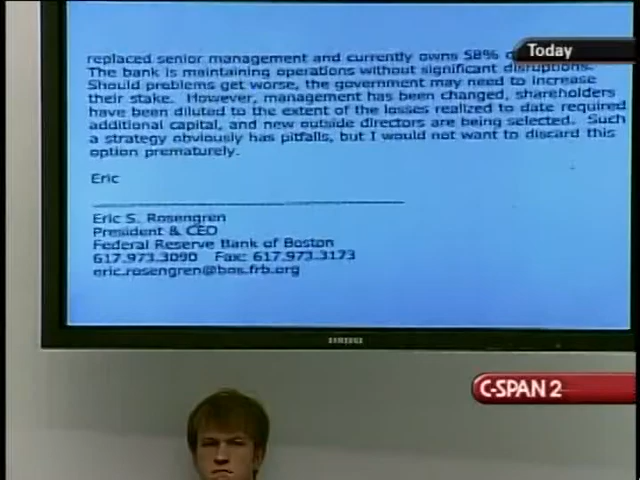 Today
replaced senior management and currently owns 58%
The bank is maintaining operations without significant disruptions.
Should problems get worse, the government may need to increase
their stake. However, management has been changed, shareholders
have been diluted to the extent of the losses realized to date required
additional capital, and new outside directors are being selected. Such
a strategy obviously has pitfalls, but I would not want to discard this
option prematurely.
Eric
Eric S. Rosengren
President & CEO
Federal Reserve Bank of Boston
617.973.3090 Fax: 617.973.3173
eric.rosengren@bos.frb.org
SAMSUNG
C-SPAN 2